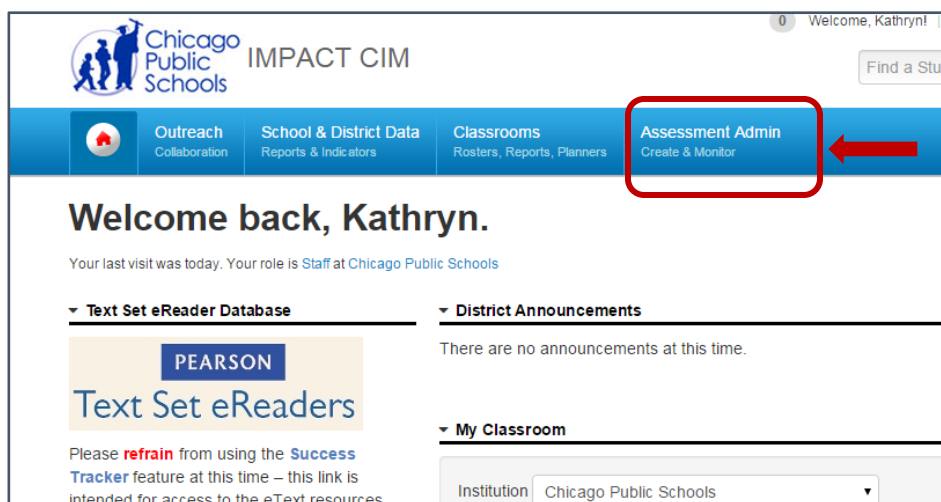 0 Welcome, Kathryn!
Chicago
Public
Schools
IMPACT CIM
Find a Stu
Outreach
Collaboration
School & District Data
Reports & Indicators
Classrooms
Rosters, Reports, Planners
Assessment Admin
Create & Monitor
Welcome back, Kathryn.
Your last visit was today. Your role is Staff at Chicago Public Schools
Text Set eReader Database
PEARSON
Text Set eReaders
Please refrain from using the Success
Tracker feature at this time – this link is
intended for access to the eText resources
District Announcements
There are no announcements at this time.
My Classroom
Institution Chicago Public Schools